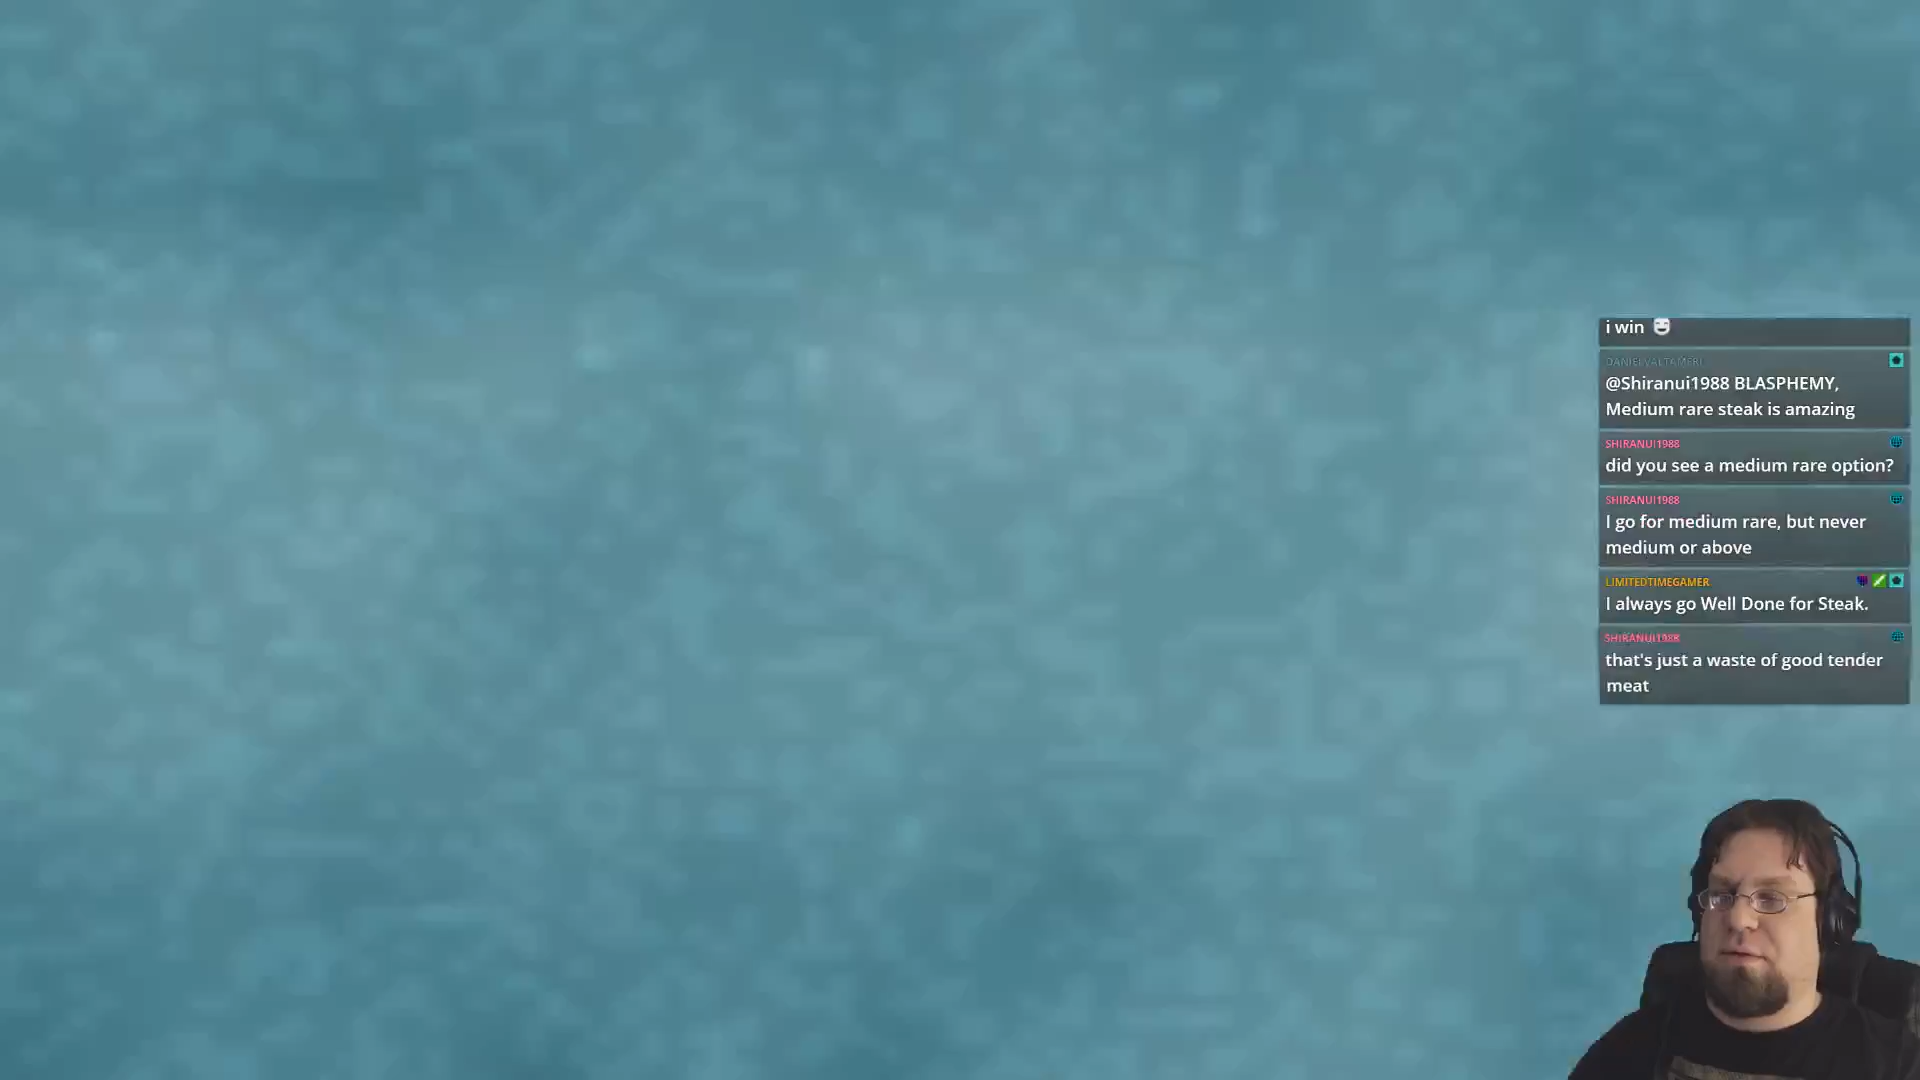 i win
DANIELVALTAMERI
@Shiranui1988 BLASPHEMY,
Medium rare steak is amazing
SHIRANUI1988
did you see a medium rare option?
SHIRANUI1988
I go for medium rare, but never
medium or above
LIMITEDTIMEGAMER
I always go Well Done for Steak.
SHIRANUI1988
that's just a waste of good tender
meat